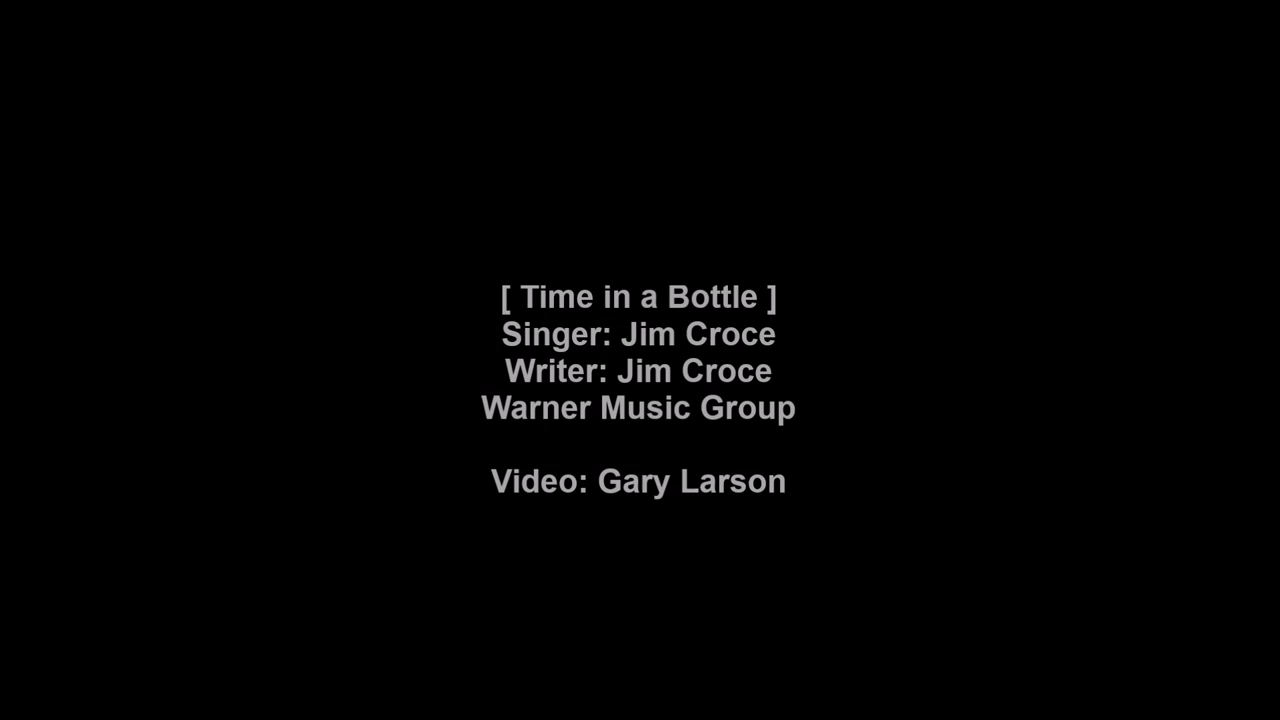 [ Time in a Bottle ]
Singer: Jim Croce
Writer: Jim Croce
Warner Music Group
Video: Gary Larson